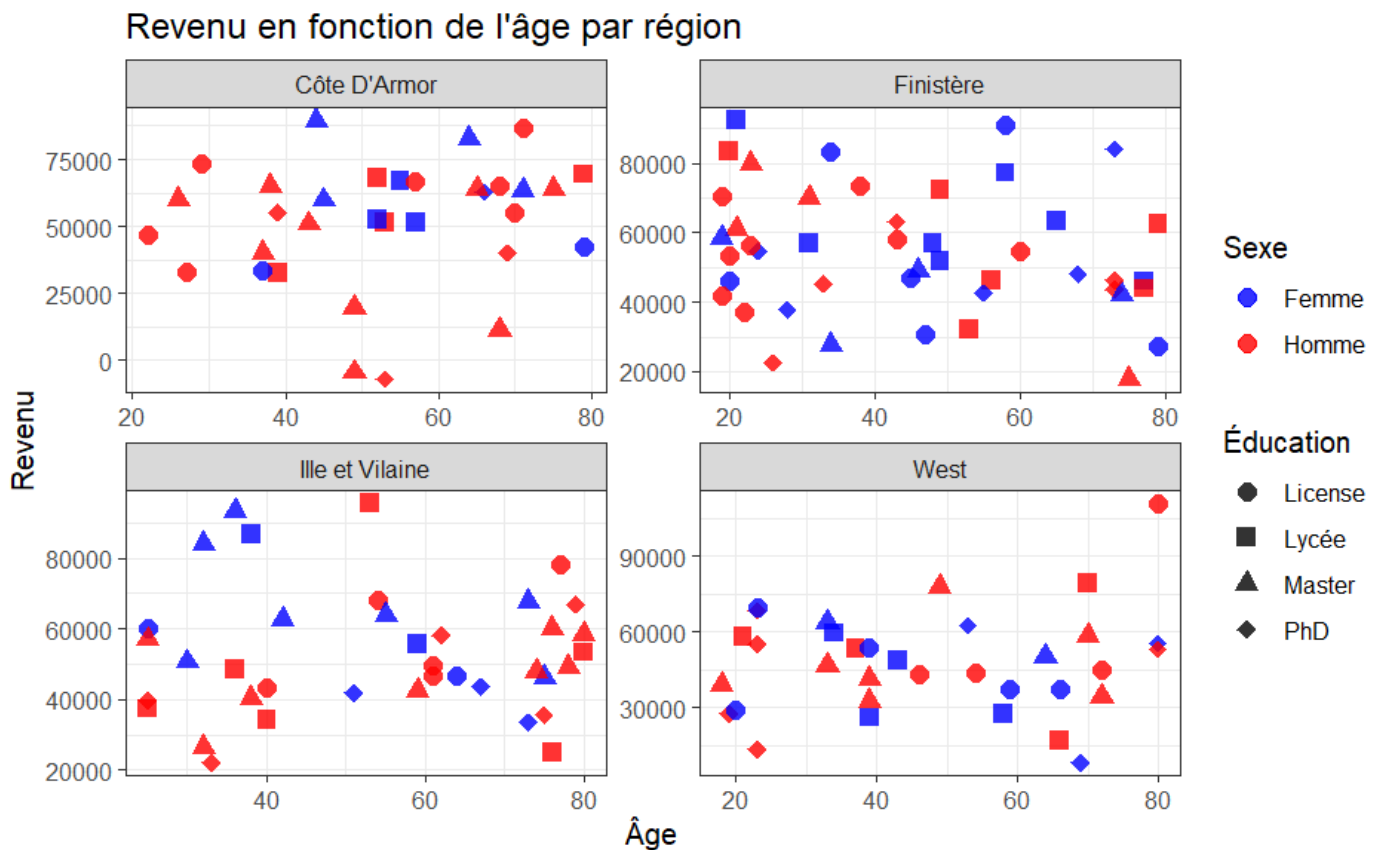 Revenu en fonction de l'âge par région
Côte D'Armor
Finistère
75000
50000
25000
0
20 40 60 80
80000
60000
40000
20000
20 40 60 80
Ille et Vilaine
West
80000
60000
40000
20000
40 60 80
90000
60000
30000
20 40 60 80
Revenu
Âge
Sexe
Femme
Homme
Éducation
License
Lycée
Master
PhD